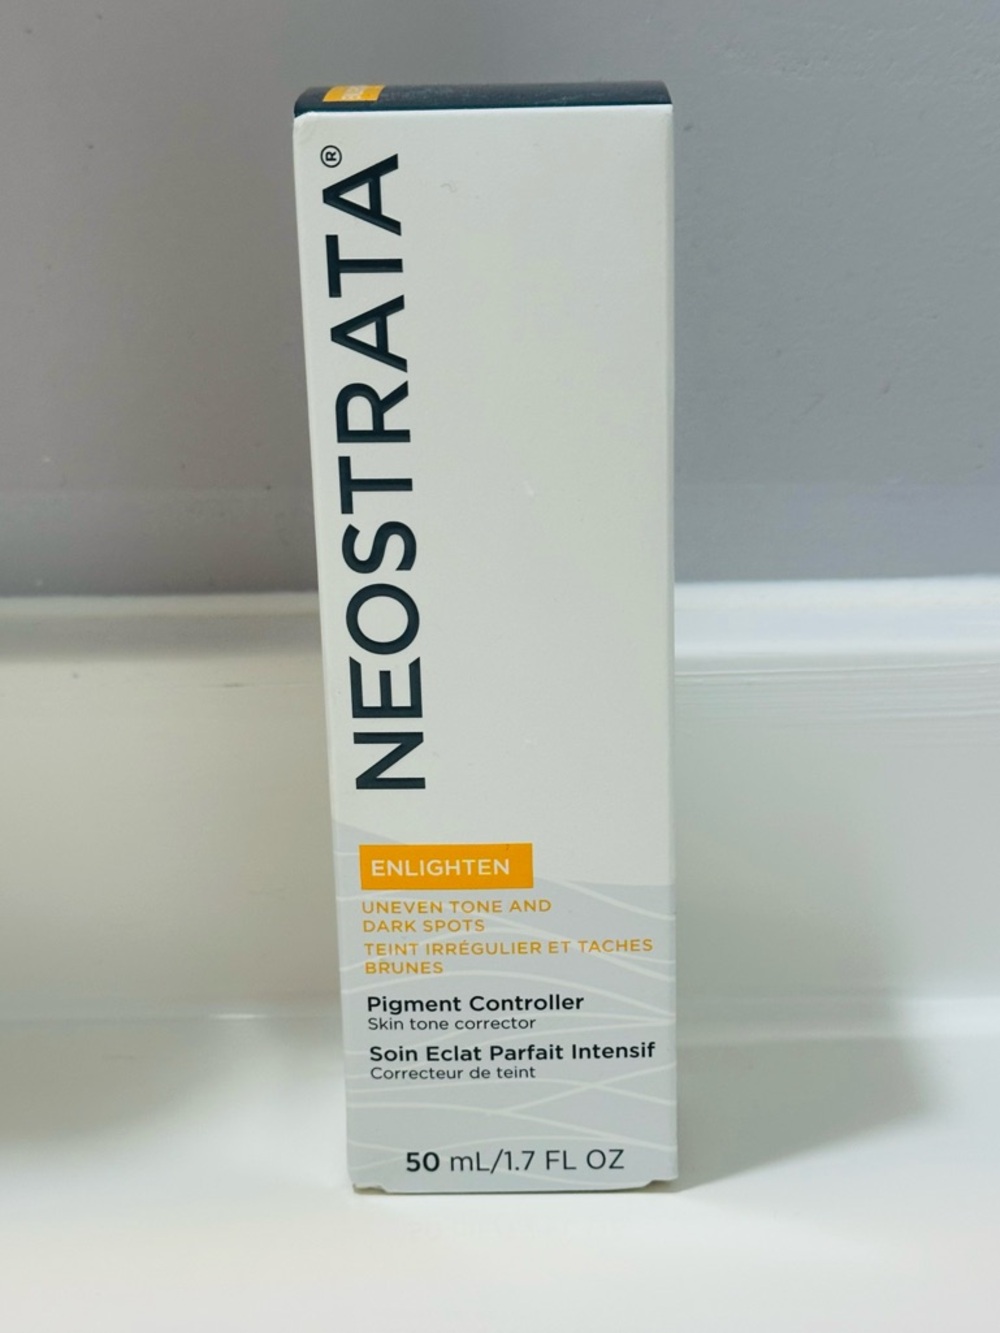 NEOSTRATA®
ENLIGHTEN
UNEVEN TONE AND
DARK SPOTS
TEINT IRRÉGULIER ET TACHES
BRUNES
Pigment Controller
Skin tone corrector
Soin Eclat Parfait Intensif
Correcteur de teint
50 mL/1.7 FL OZ